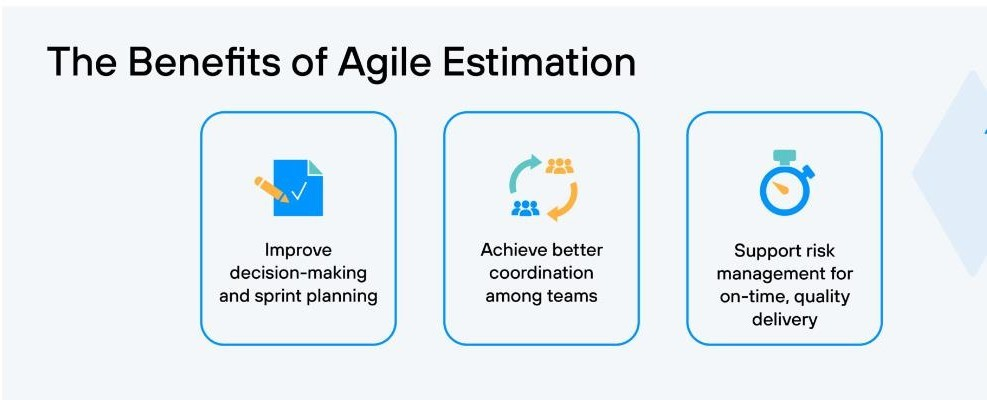 The Benefits of Agile Estimation
Improve
decision-making
and sprint planning
Achieve better
coordination
among teams
Support risk
management for
on-time, quality
delivery